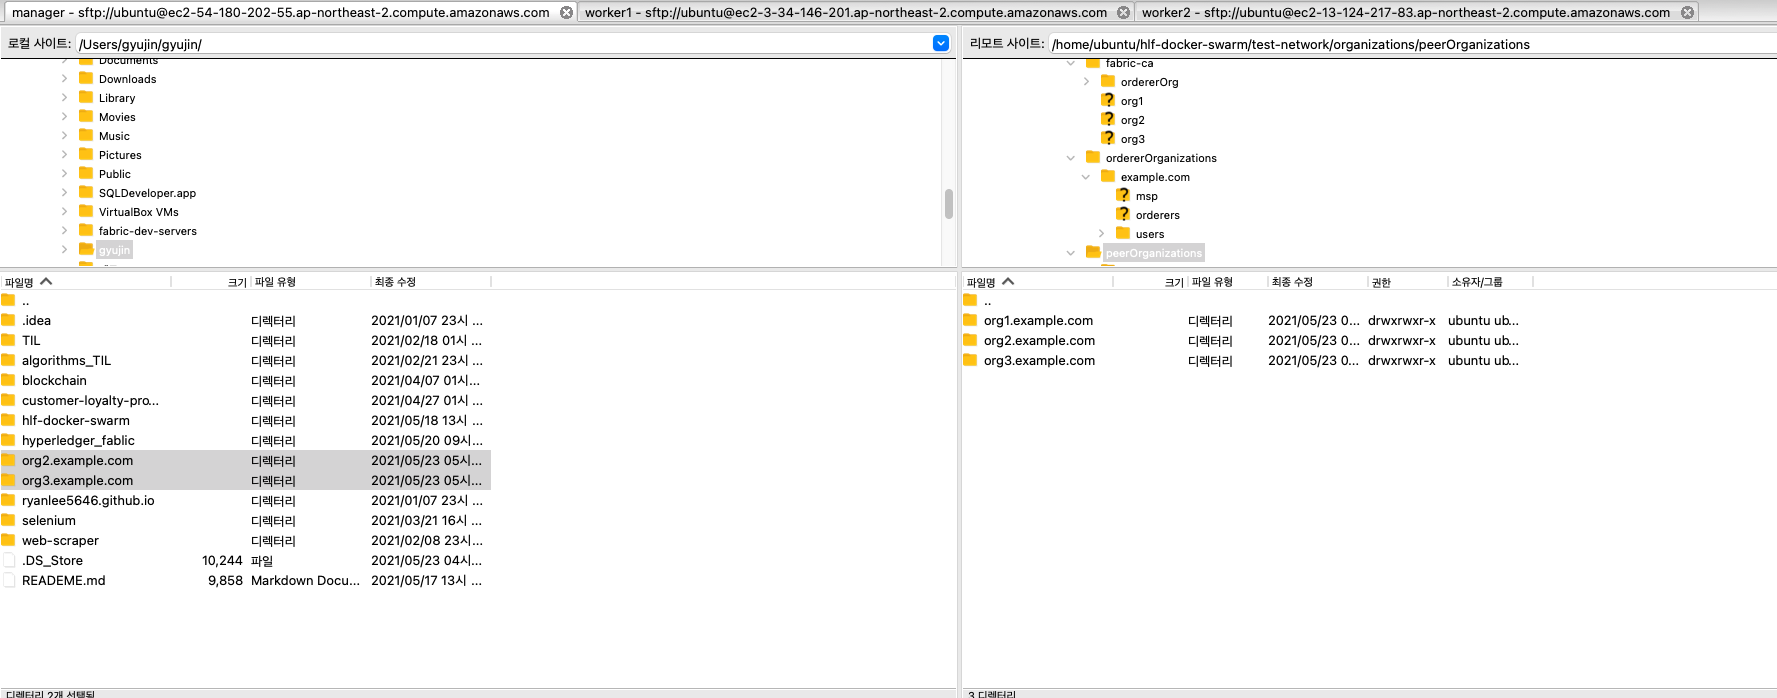 manager - sftp://ubuntu@ec2-54-180-202-55.ap-northeast-2.compute.amazonaws.com
worker1 - sftp://ubuntu@ec2-3-34-146-201.ap-northeast-2.compute.amazonaws.com
worker2 - sftp://ubuntu@ec2-13-124-217-83.ap-northeast-2.compute.amazonaws.com
로컬 사이트: /Users/gyujin/gyujin/
Documents
Downloads
Library
Movies
Music
Pictures
Public
SQLDeveloper.app
VirtualBox VMs
fabric-dev-servers
gyujin
파일명 크기 파일 유형 최종 수정
..
.idea 디렉터리 2021/01/07 23시 ...
TIL 디렉터리 2021/02/18 01시 ...
algorithms_TIL 디렉터리 2021/02/21 23시 ...
blockchain 디렉터리 2021/04/07 01시...
customer-loyalty-pro... 디렉터리 2021/04/27 01시 ...
hlf-docker-swarm 디렉터리 2021/05/18 13시 ...
hyperledger_fablic 디렉터리 2021/05/20 09시...
org2.example.com 디렉터리 2021/05/23 05시...
org3.example.com 디렉터리 2021/05/23 05시...
ryanlee5646.github.io 디렉터리 2021/01/07 23시 ...
selenium 디렉터리 2021/03/21 16시 ...
web-scraper 디렉터리 2021/02/08 23시...
.DS_Store 10,244 파일 2021/05/23 04시...
READEME.md 9,858 Markdown Docu... 2021/05/17 13시 ...
디렉터리 2개 선택됨
리모트 사이트: /home/ubuntu/hlf-docker-swarm/test-network/organizations/peerOrganizations
fabric-ca
ordererOrg
org1
org2
org3
ordererOrganizations
example.com
msp
orderers
users
peerOrganizations
파일명 크기 파일 유형 최종 수정 권한 소유자/그룹
..
org1.example.com 디렉터리 2021/05/23 0... drwxrwxr-x ubuntu ub...
org2.example.com 디렉터리 2021/05/23 0... drwxrwxr-x ubuntu ub...
org3.example.com 디렉터리 2021/05/23 0... drwxrwxr-x ubuntu ub...
3 디렉터리